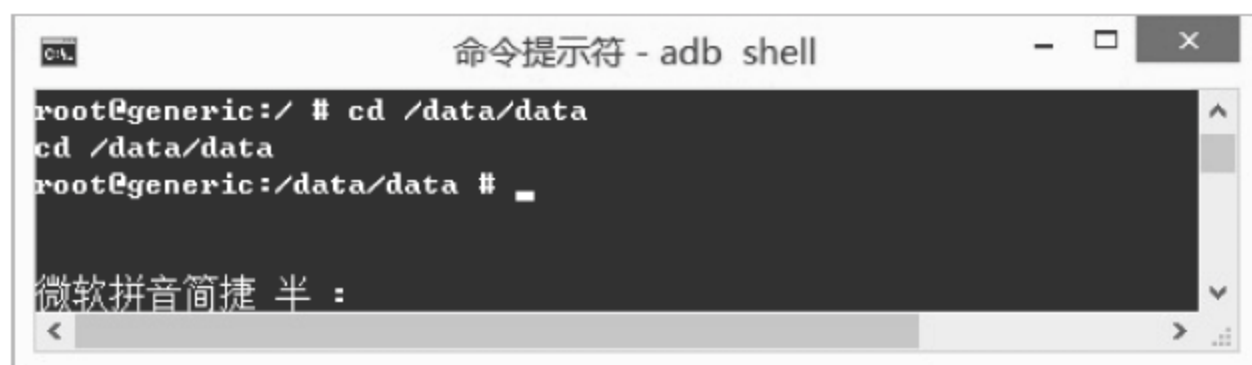 命令提示符 - adb shell
root@generic:/ # cd /data/data
cd /data/data
root@generic:/data/data #
微软拼音简捷 半 :